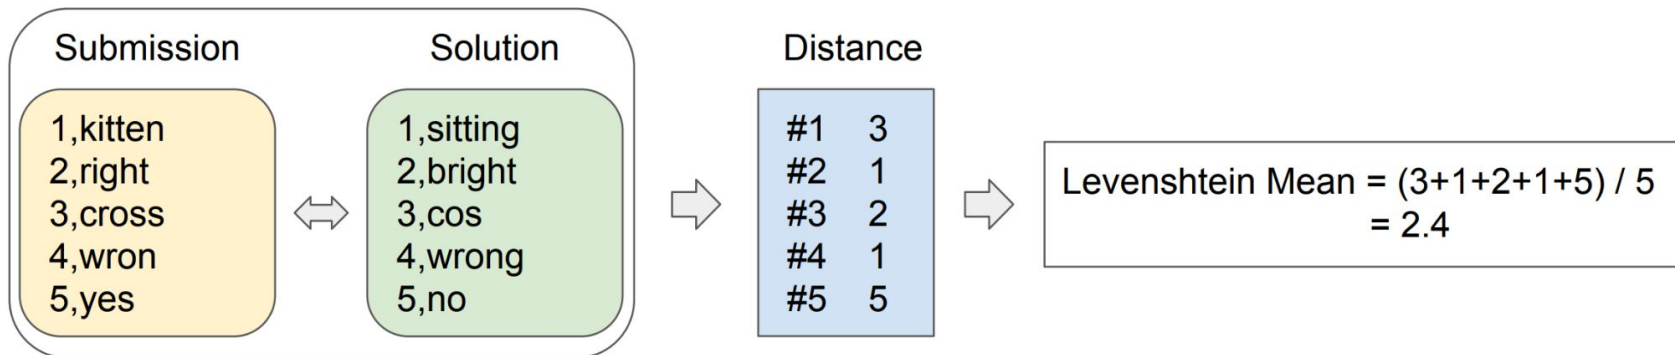 Submission
1,kitten
2,right
3,cross
4,wron
5,yes
Solution
1,sitting
2,bright
3,cos
4,wrong
5,no
Distance
#1 3
#2 1
#3 2
#4 1
#5 5
Levenshtein Mean = (3+1+2+1+5) / 5
= 2.4